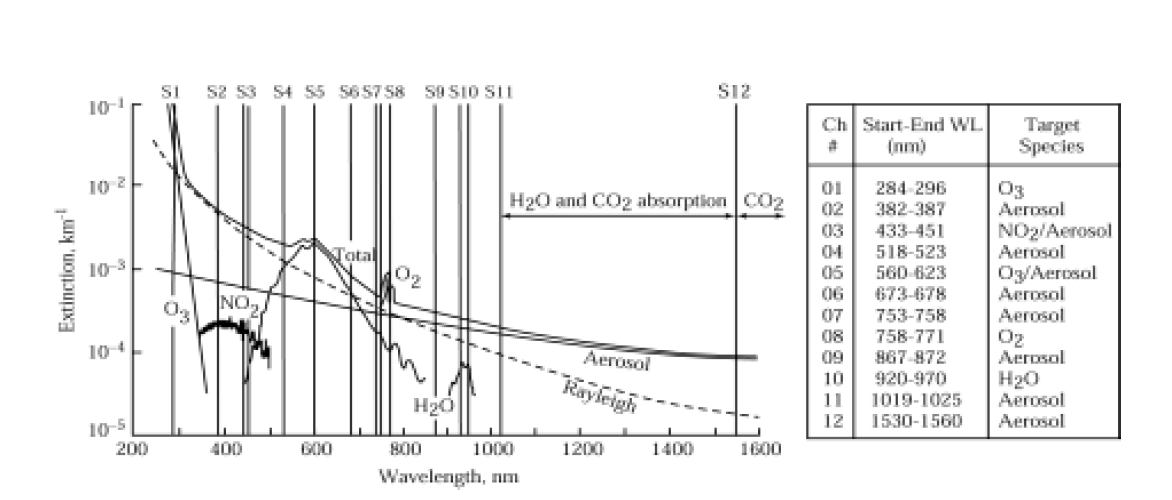 S1 S2 S3 S4 S5 S6 S7 S8 S9 S10 S11 S12
10-1
10-2
10-3
10-4
10-5
Extinction, km-1
H2O and CO2 absorption
CO2
Total
O2
O3
NO2
Aerosol
Rayleigh
H2O
200 400 600 800 1000 1200 1400 1600
Wavelength, nm
Ch Start-End WL Target
# (nm) Species
01 284-296 O3
02 382-387 Aerosol
03 433-451 NO2/Aerosol
04 518-523 Aerosol
05 560-623 O3/Aerosol
06 673-678 Aerosol
07 753-758 Aerosol
08 758-771 O2
09 867-872 Aerosol
10 920-970 H2O
11 1019-1025 Aerosol
12 1530-1560 Aerosol